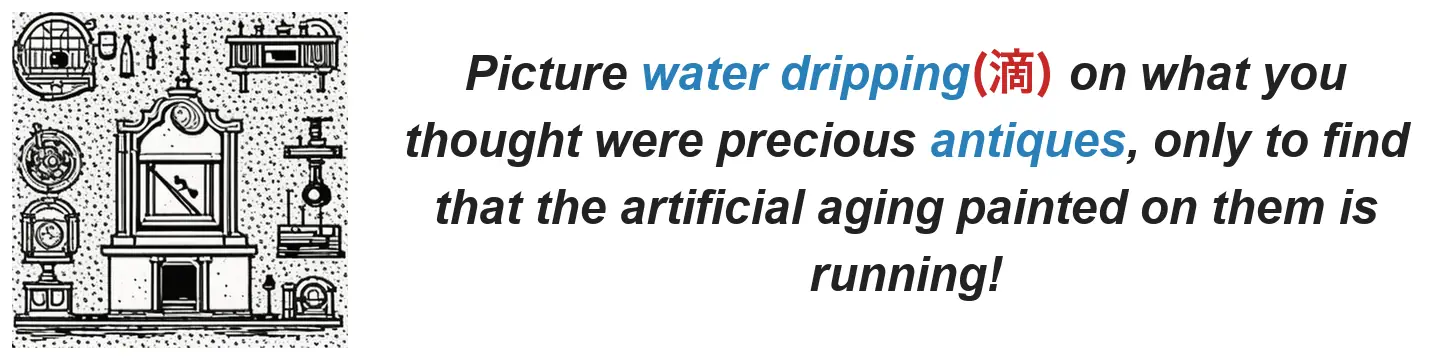 Picture water dripping(滴) on what you
thought were precious antiques, only to find
that the artificial aging painted on them is
running!